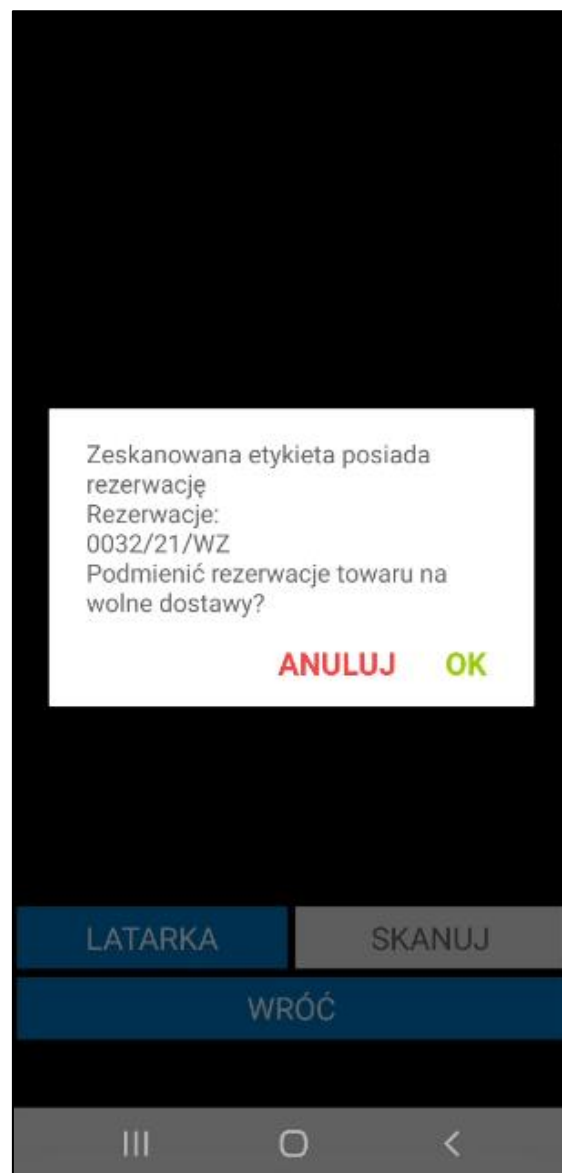 Zeskanowana etykieta posiada
rezerwację
Rezerwacje:
0032/21/WZ
Podmienić rezerwacje towaru na
wolne dostawy?
ANULUJ OK
LATARKA SKANUJ
WRÓĆ